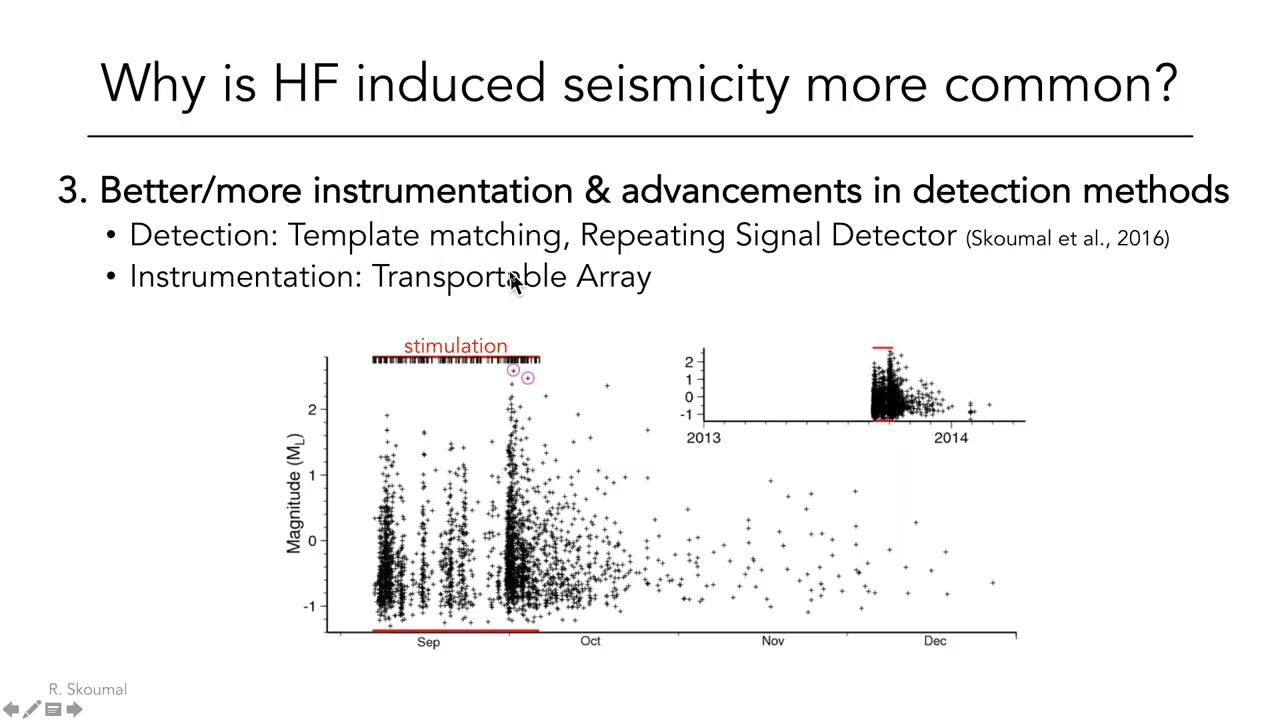 Why is HF induced seismicity more common?
3. Better/more instrumentation & advancements in detection methods
• Detection: Template matching, Repeating Signal Detector (Skoumal et al., 2016)
• Instrumentation: Transportable Array
stimulation
Magnitude (ML)
2
1
0
-1
Sep Oct Nov Dec
2
1
0
-1
2013 2014
R. Skoumal